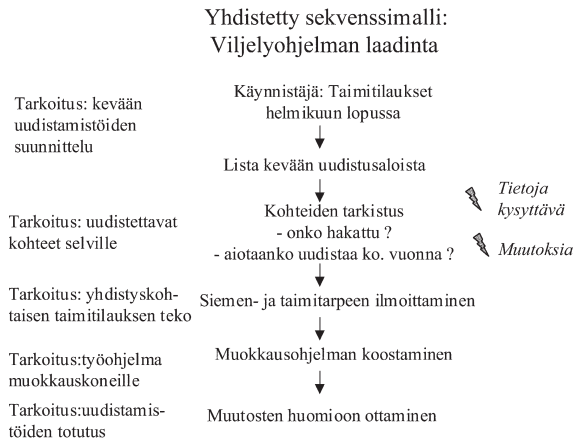 Yhdistetty sekvenssimalli:
Viljelyohjelman laadinta
Tarkoitus: kevään
uudistamistöiden
suunnittelu
Käynnistäjä: Taimitilaukset
helmikuun lopussa
Lista kevään uudistusaloista
Tarkoitus: uudistettavat
kohteet selville
Kohteiden tarkistus
- onko hakattu ?
- aiotaanko uudistaa ko. vuonna ?
Tietoja
kysyttävä
Muutoksia
Tarkoitus: yhdistyskoh-
taisen taimitilauksen teko
Siemen- ja taimitarpeen ilmoittaminen
Tarkoitus:työohjelma
muokkauskoneille
Muokkausohjelman koostaminen
Tarkoitus:uudistamis-
töiden totutus
Muutosten huomioon ottaminen